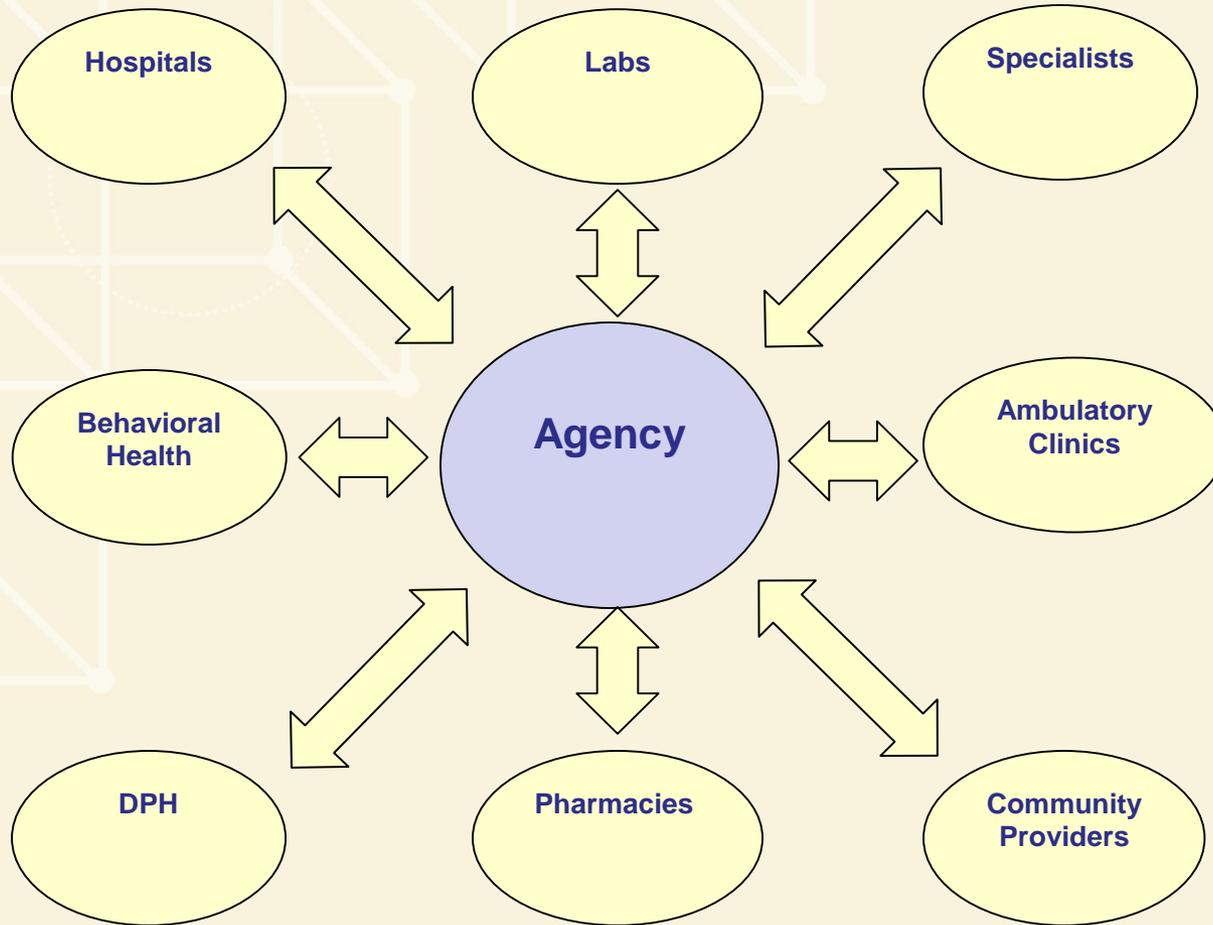 Hospitals
Labs
Specialists
Behavioral
Health
Agency
Ambulatory
Clinics
DPH
Pharmacies
Community
Providers